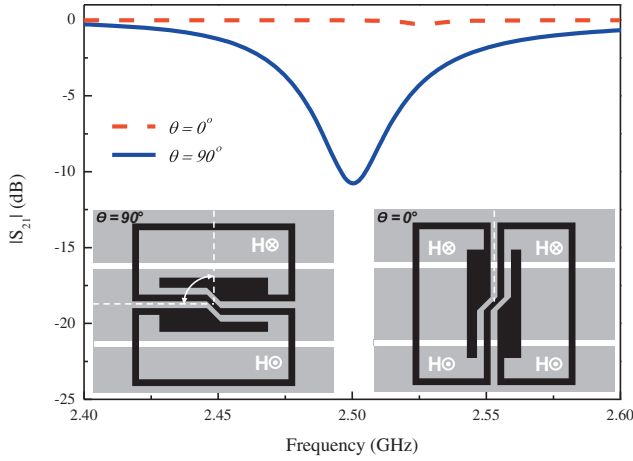 0
-5
-10
-15
-20
-25
|S21| (dB)
θ = 0°
θ = 90°
Θ = 90°
H⊗
H⊙
Θ = 0°
H⊗ H⊗
H⊙ H⊙
2.40 2.45 2.50 2.55 2.60
Frequency (GHz)